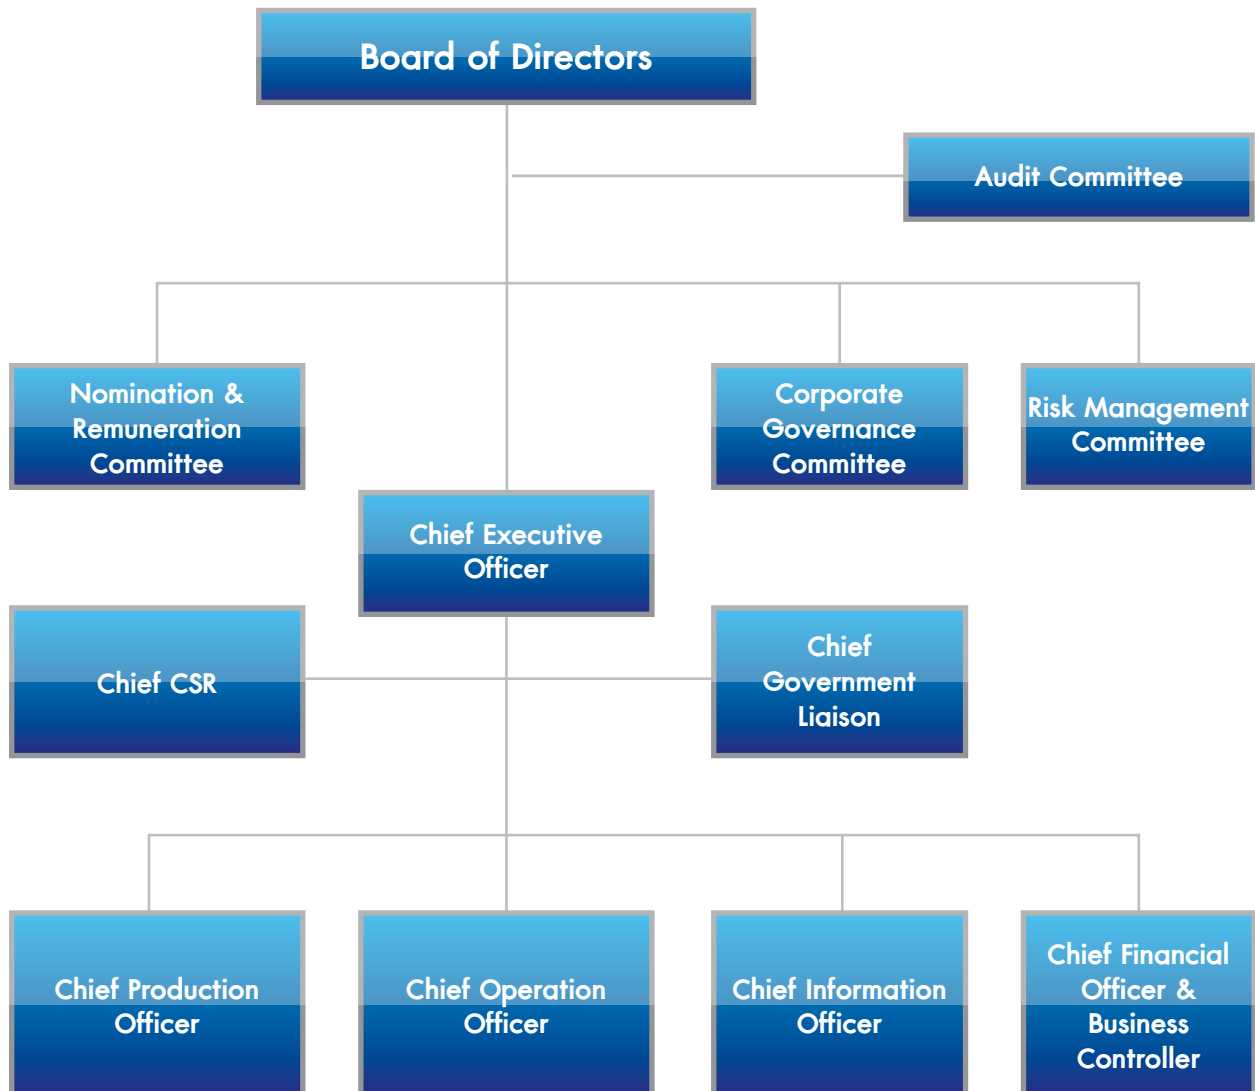 Board of Directors
Audit Committee
Nomination &
Remuneration
Committee
Corporate
Governance
Committee
Risk Management
Committee
Chief Executive
Officer
Chief CSR
Chief
Government
Liaison
Chief Production
Officer
Chief Operation
Officer
Chief Information
Officer
Chief Financial
Officer &
Business
Controller